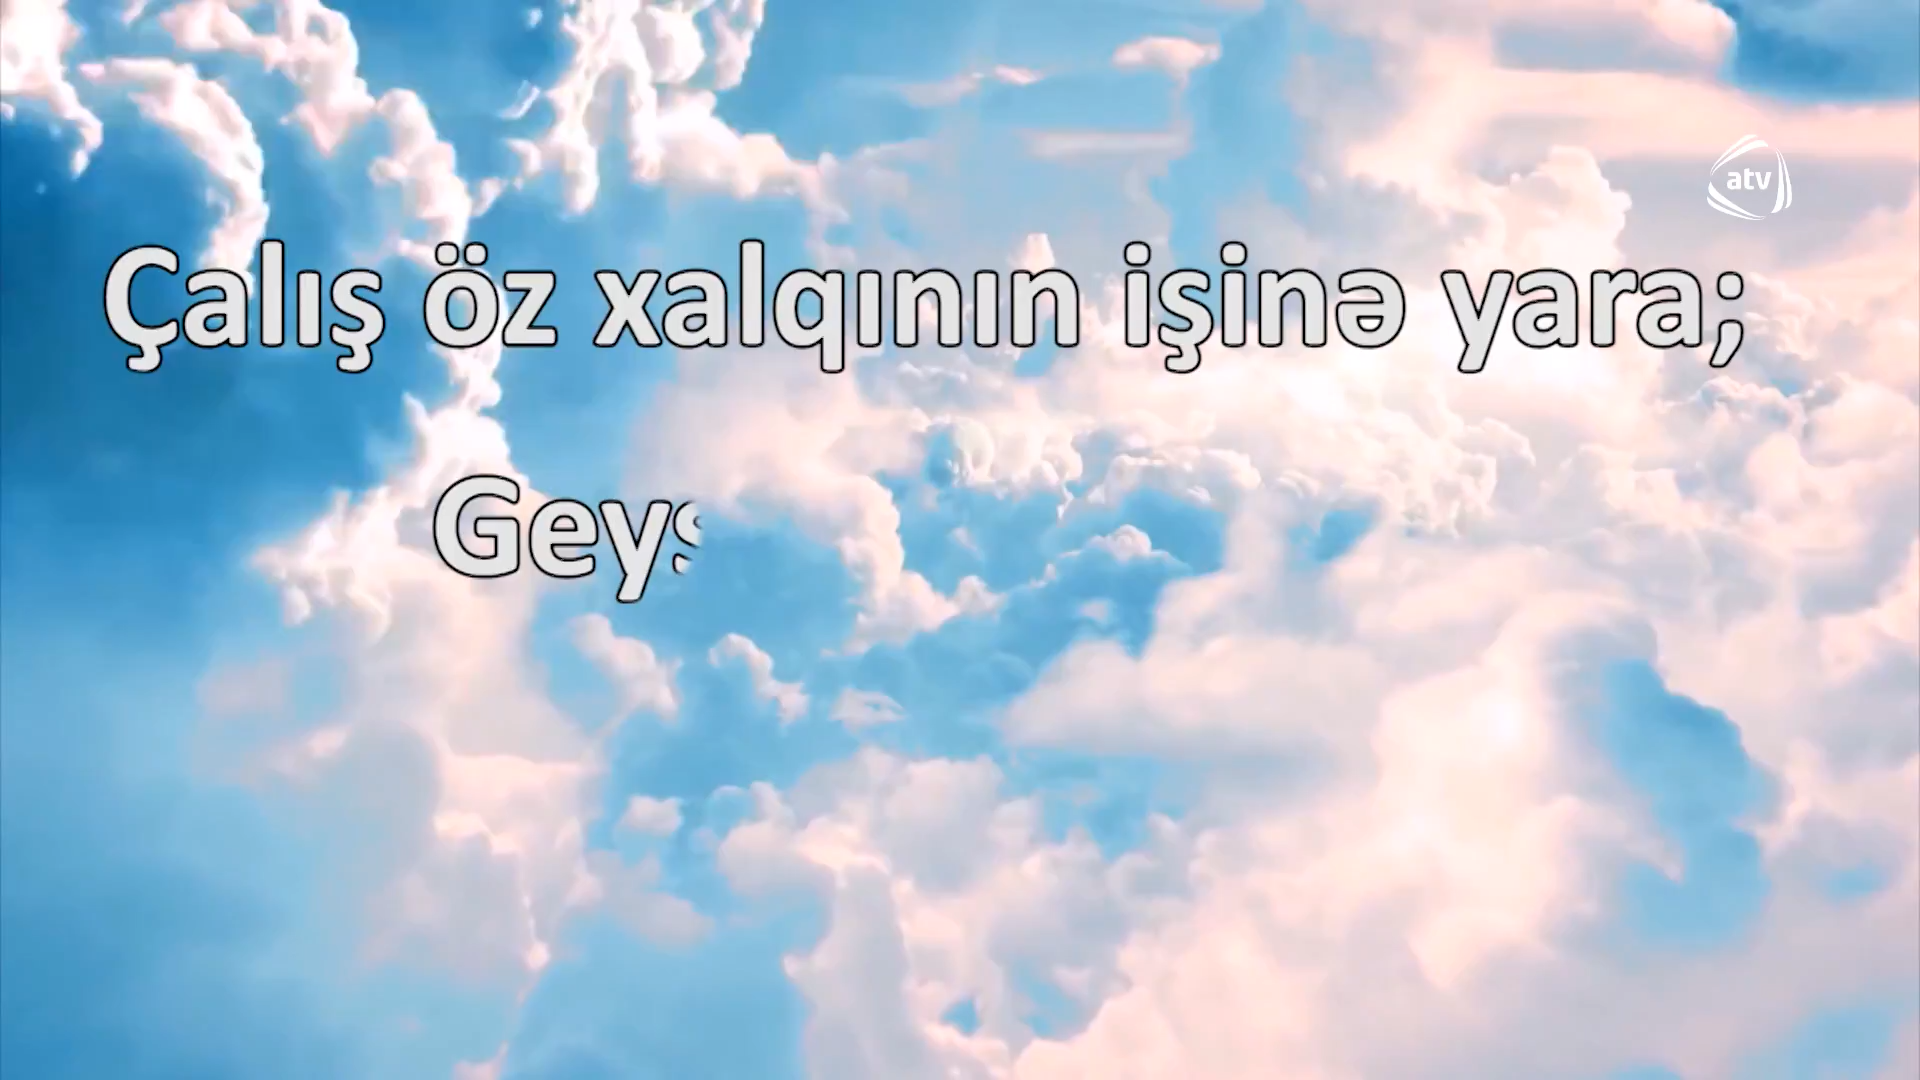 atv
Çalış öz xalqının işinə yara;